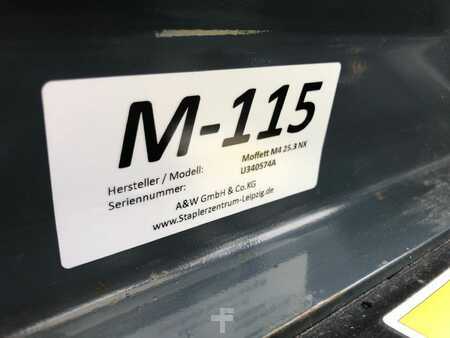 M-115
Hersteller / Modell: Moffett M4 25.3 NX
Seriennummer: U340574A
A&W GmbH & Co.KG
www.Staplerzentrum-Leipzig.de